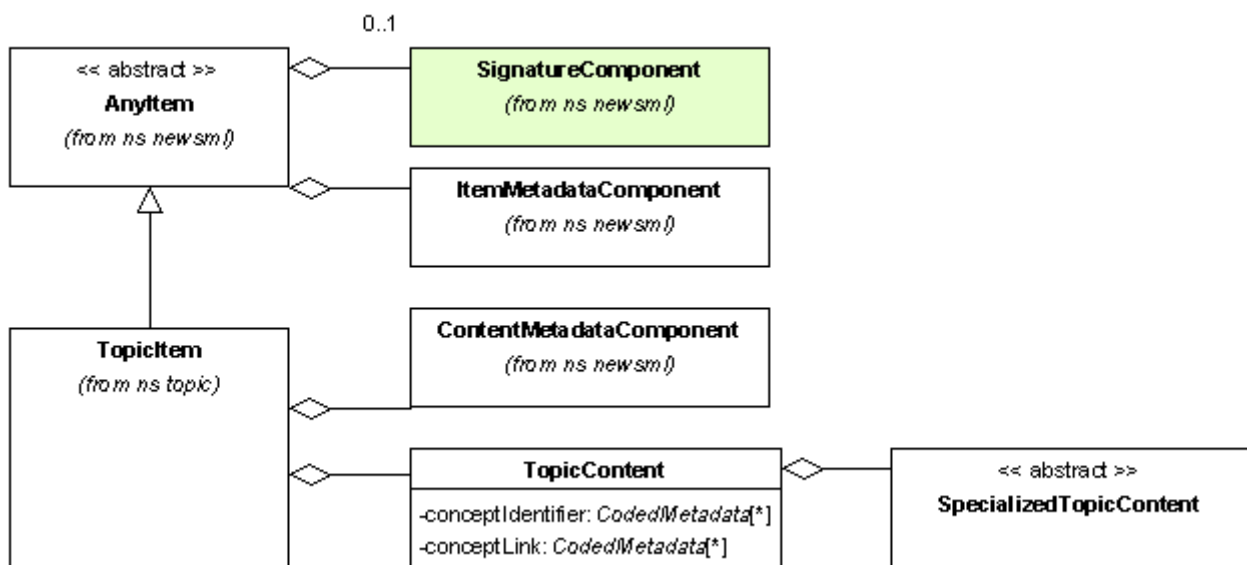 0..1
<< abstract >>
AnyItem
(from ns newsml)
SignatureComponent
(from ns newsml)
ItemMetadataComponent
(from ns newsml)
TopicItem
(from ns topic)
ContentMetadataComponent
(from ns newsml)
TopicContent
-conceptIdentifier: CodedMetadata[*]
-conceptLink: CodedMetadata[*]
<< abstract >>
SpecializedTopicContent